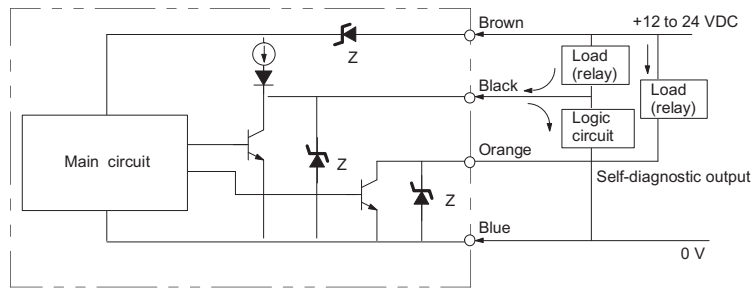 Brown
+12 to 24 VDC
Z
Load
(relay)
Load
(relay)
Black
Logic
circuit
Main circuit
Z
Orange
Z
Self-diagnostic output
Blue
0 V